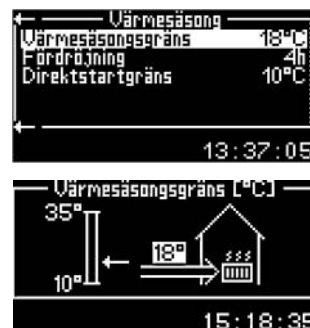 Värmesäsong
Värmesäsongsgräns 18°C
Fördröjning 4h
Direktstartgräns 10°C
13:37:05
Värmesäsongsgräns [°C]
35°
18°
10°
15:18:35